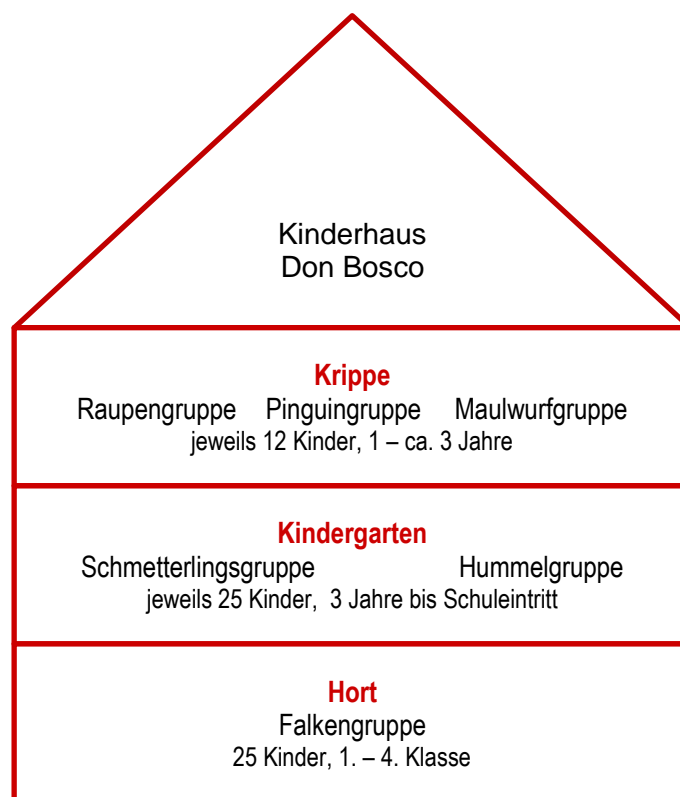 Kinderhaus
Don Bosco
Krippe
Raupengruppe Pinguingruppe Maulwurfgruppe
jeweils 12 Kinder, 1 – ca. 3 Jahre
Kindergarten
Schmetterlingsgruppe Hummelgruppe
jeweils 25 Kinder, 3 Jahre bis Schuleintritt
Hort
Falkengruppe
25 Kinder, 1. – 4. Klasse